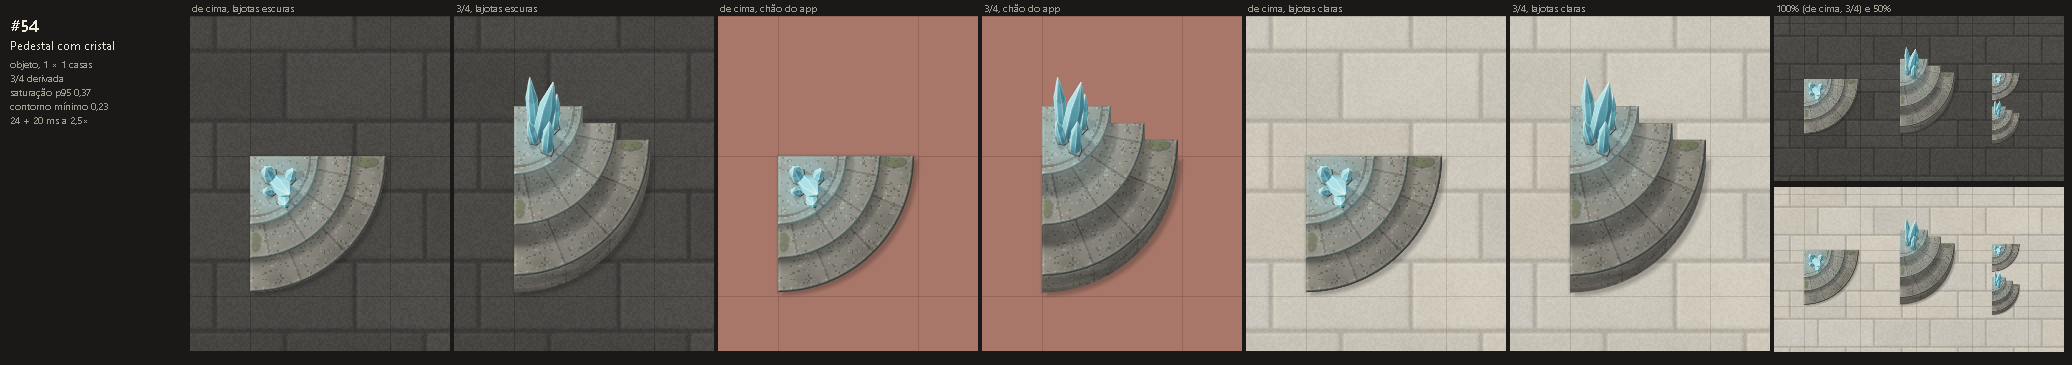 #54
Pedestal com cristal
objeto, 1 × 1 casas
3/4 derivada
saturação p95 0,37
contorno mínimo 0,23
24 + 20 ms a 2,5×
de cima, lajotas escuras
3/4, lajotas escuras
de cima, chão do app
3/4, chão do app
de cima, lajotas claras
3/4, lajotas claras
100% (de cima, 3/4) e 50%